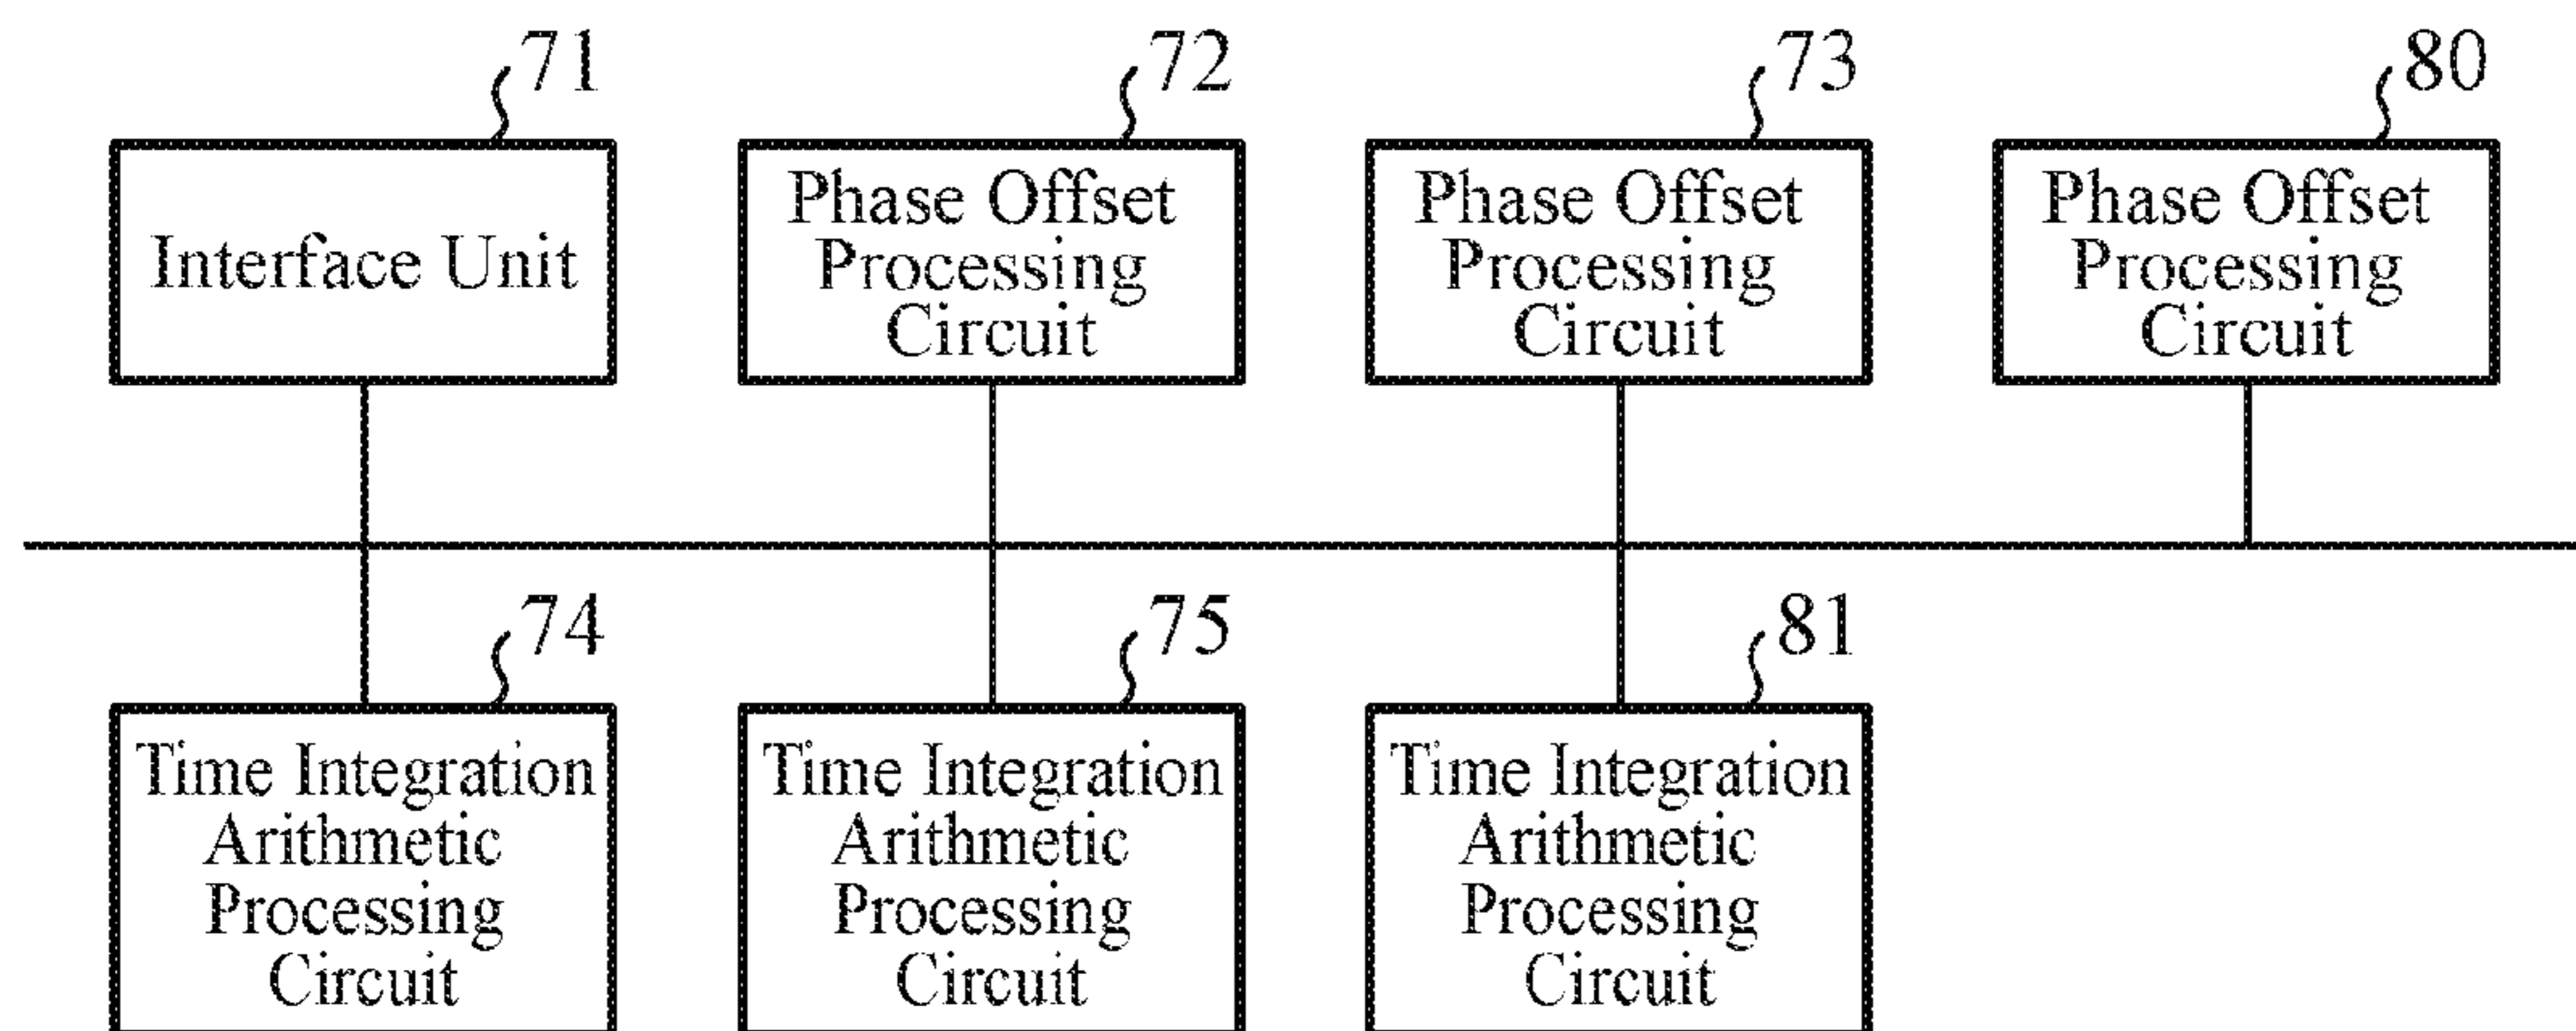 71
72
73
80
Interface Unit
Phase Offset
Processing
Circuit
Phase Offset
Processing
Circuit
Phase Offset
Processing
Circuit
74
75
81
Time Integration
Arithmetic
Processing
Circuit
Time Integration
Arithmetic
Processing
Circuit
Time Integration
Arithmetic
Processing
Circuit